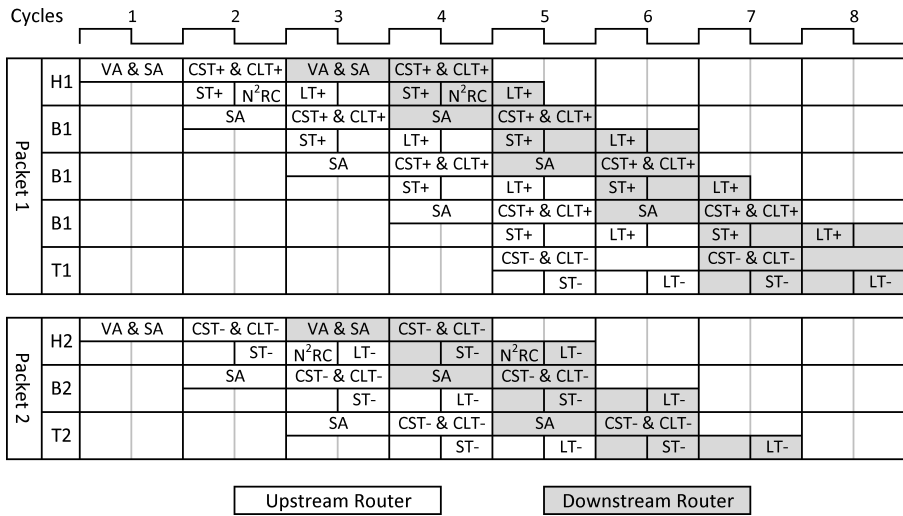 Cycles 1 2 3 4 5 6 7 8
Packet 1
H1 VA & SA CST+ & CLT+ VA & SA CST+ & CLT+
ST+ N²RC LT+ ST+ N²RC LT+
B1 SA CST+ & CLT+ SA CST+ & CLT+
ST+ LT+ ST+ LT+
B1 SA CST+ & CLT+ SA CST+ & CLT+
ST+ LT+ ST+ LT+
B1 SA CST+ & CLT+ SA CST+ & CLT+
ST+ LT+ ST+ LT+
T1 CST- & CLT- CST- & CLT-
ST- LT- ST- LT-
Packet 2
H2 VA & SA CST- & CLT- VA & SA CST- & CLT-
ST- N²RC LT- ST- N²RC LT-
B2 SA CST- & CLT- SA CST- & CLT-
ST- LT- ST- LT-
T2 SA CST- & CLT- SA CST- & CLT-
ST- LT- ST- LT-
Upstream Router Downstream Router